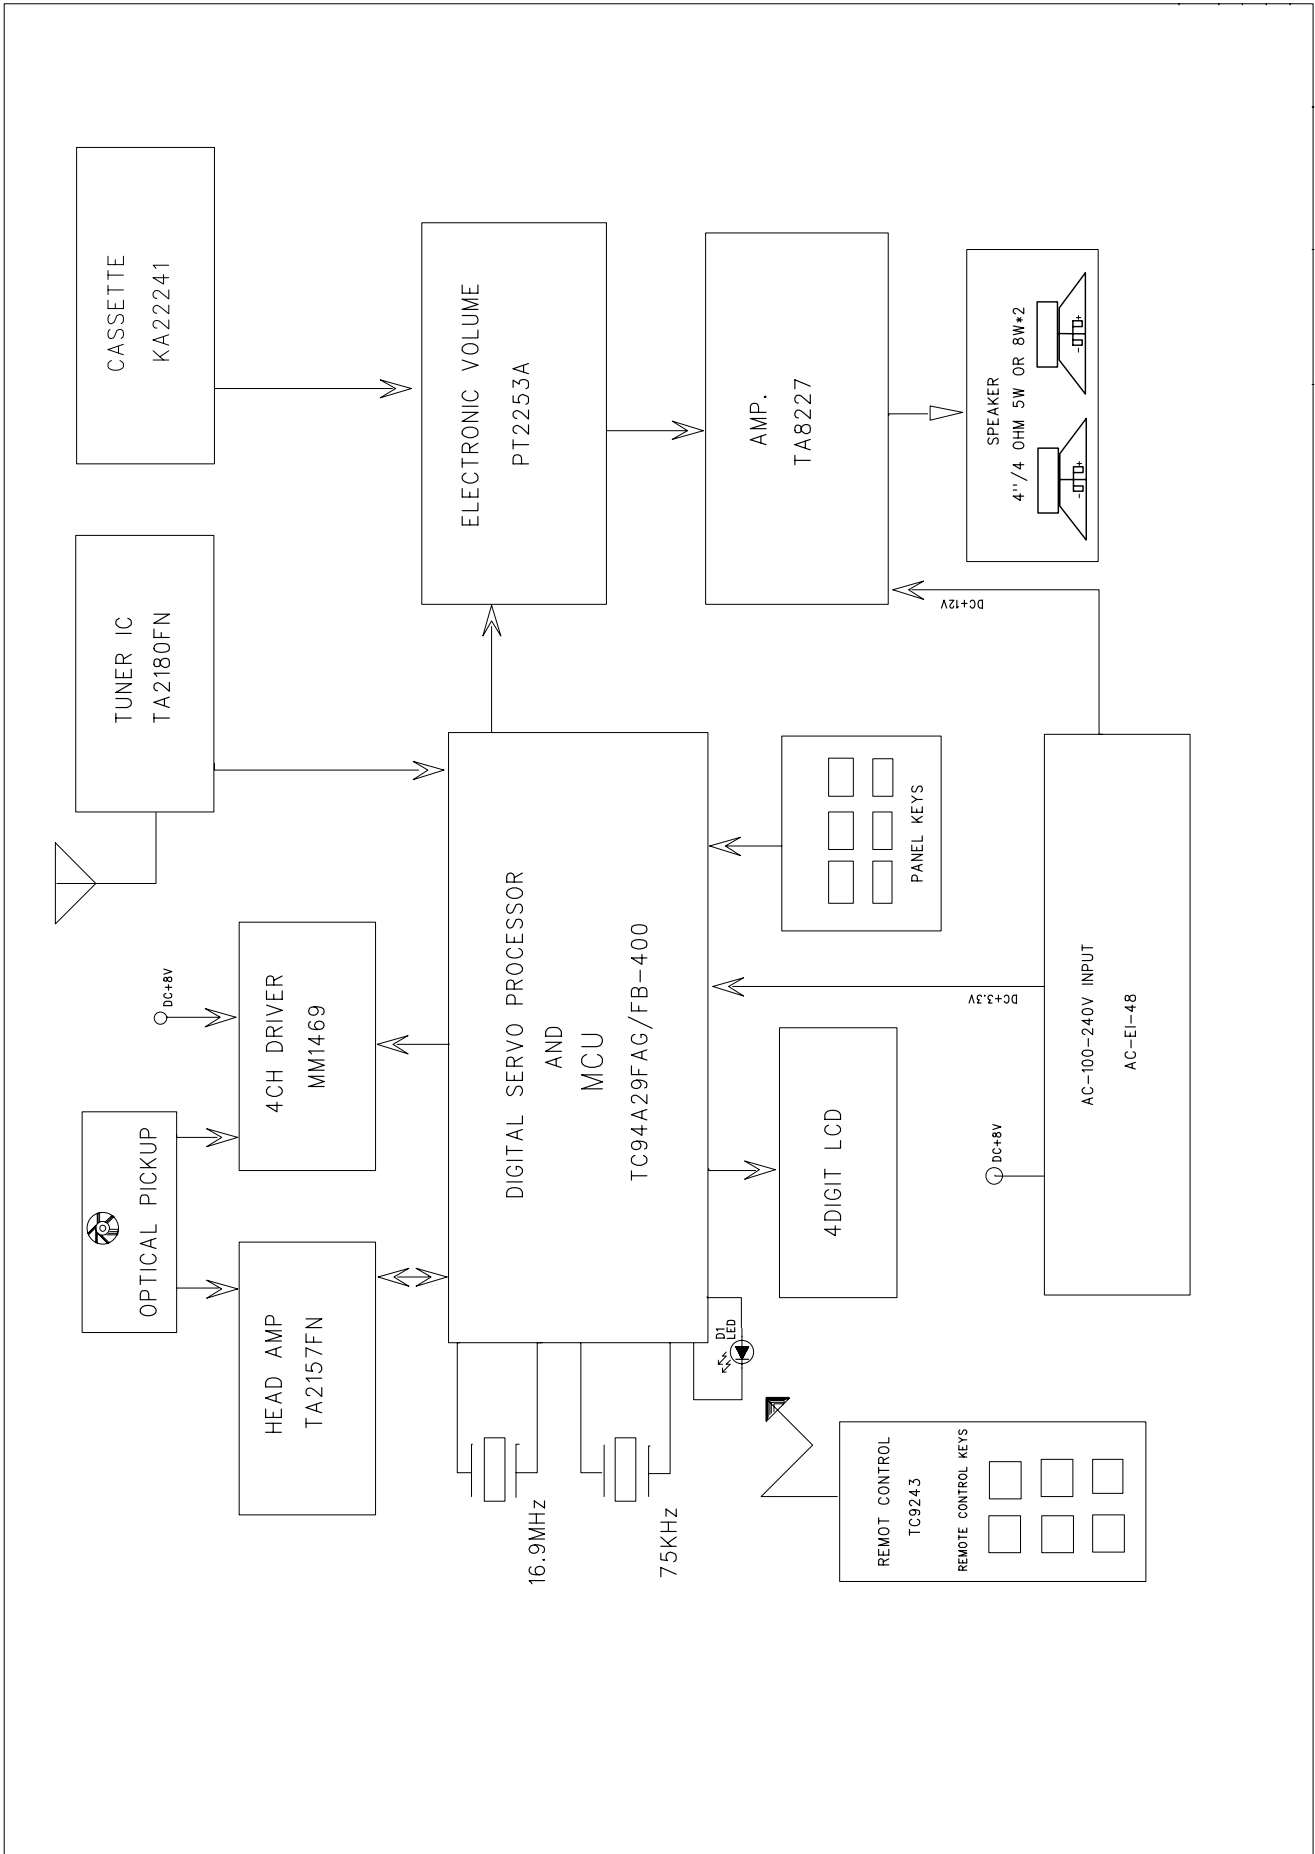 OPTICAL PICKUP
HEAD AMP
TA2157FN
DC+8V
4CH DRIVER
MM1469
TUNER IC
TA2180FN
CASSETTE
KA22241
16.9MHz
75KHz
DIGITAL SERVO PROCESSOR
AND
MCU
TC94A29FAG/FB-400
ELECTRONIC VOLUME
PT2253A
D1
LED
4DIGIT LCD
PANEL KEYS
AMP.
TA8227
DC+3.3V
DC+12V
SPEAKER
4''/4 OHM 5W OR 8W*2
- +
- +
REMOT CONTROL
TC9243
REMOTE CONTROL KEYS
DC+8V
AC-100-240V INPUT
AC-EI-48